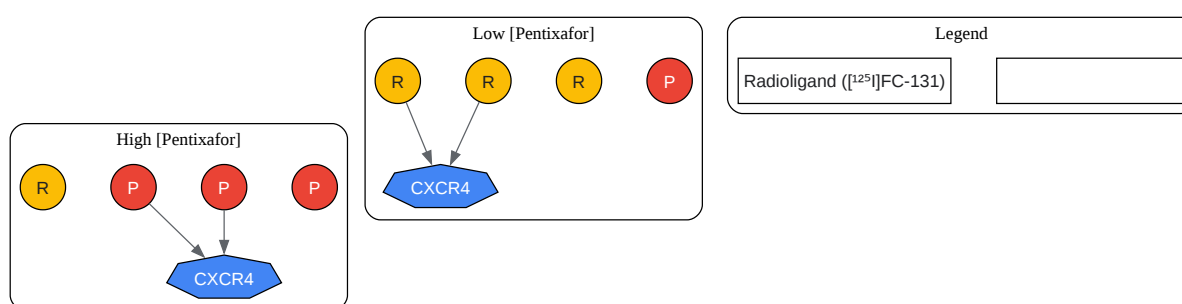 Low [Pentixafor]
R
R
R
P
CXCR4
Legend
Radioligand ([¹²⁵I]FC-131)
High [Pentixafor]
R
P
P
P
CXCR4